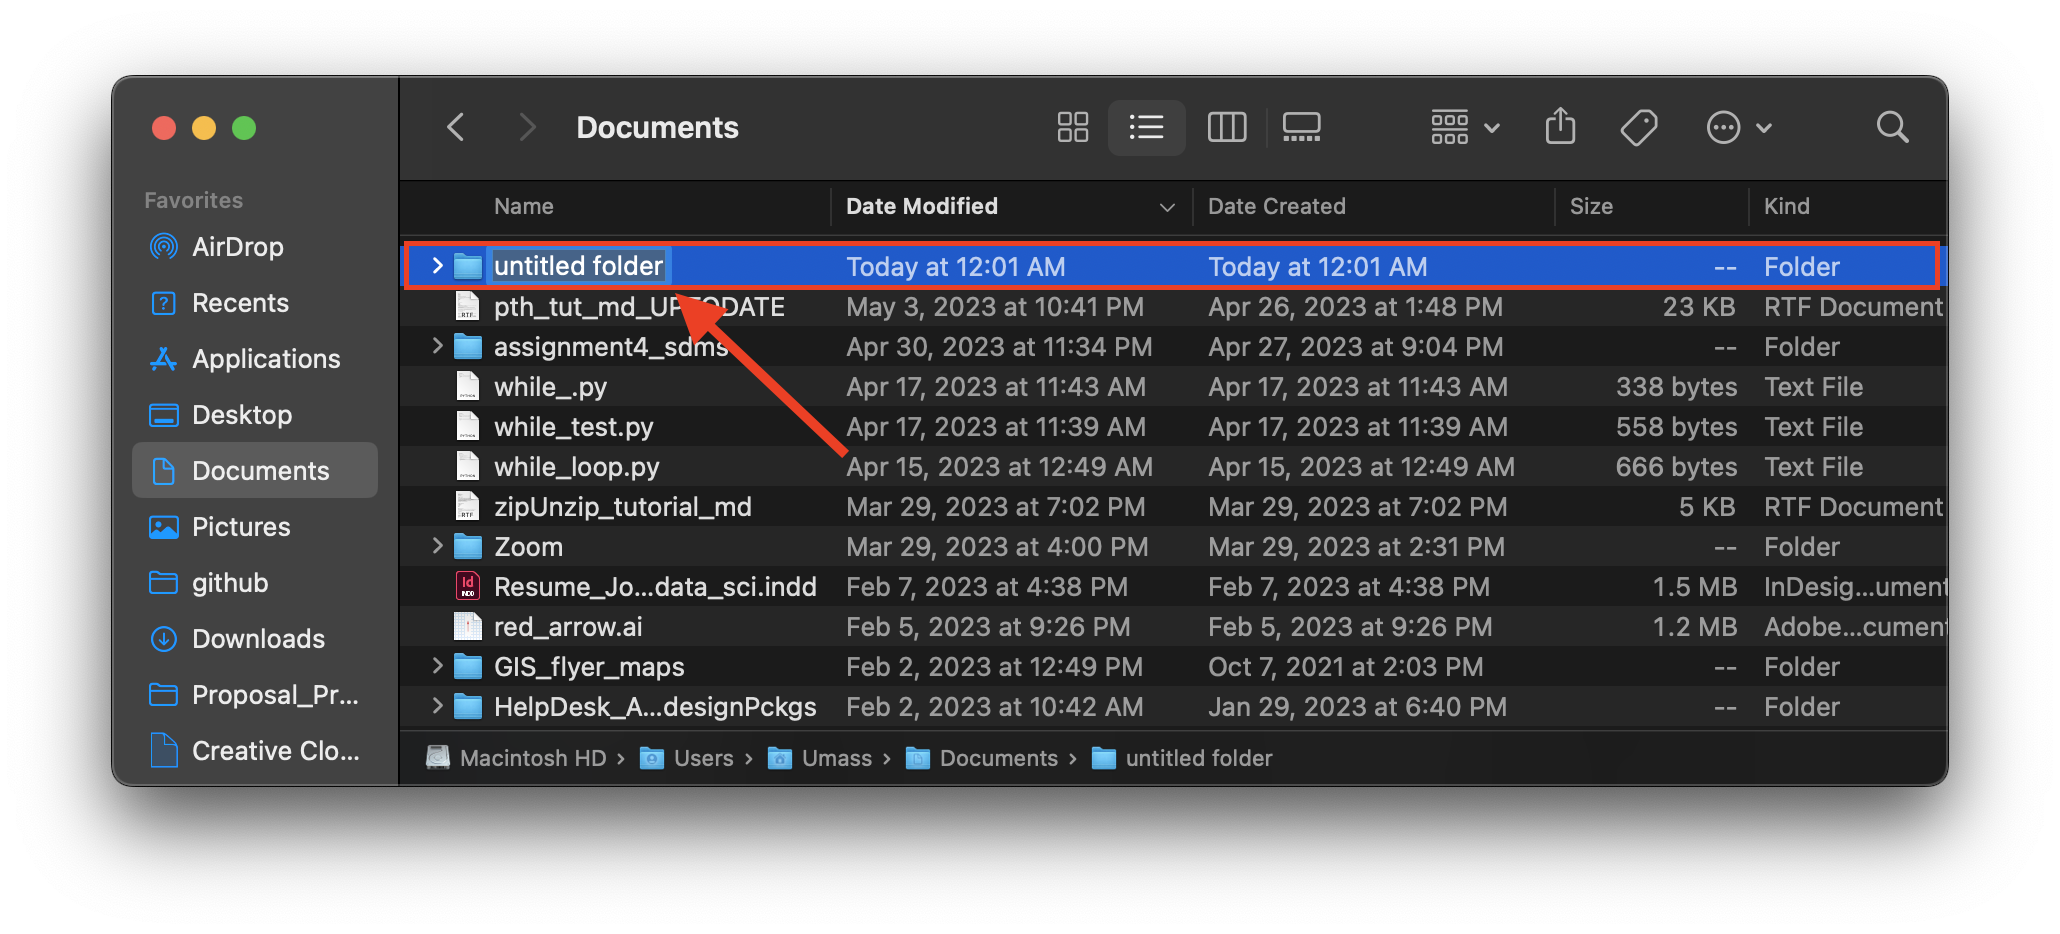 Documents
Favorites
AirDrop
Recents
Applications
Desktop
Documents
Pictures
github
Downloads
Proposal_Pr...
Creative Clo...
Name Date Modified Date Created Size Kind
untitled folder Today at 12:01 AM Today at 12:01 AM -- Folder
pth_tut_md_UPTODATE May 3, 2023 at 10:41 PM Apr 26, 2023 at 1:48 PM 23 KB RTF Document
assignment4_sdms Apr 30, 2023 at 11:34 PM Apr 27, 2023 at 9:04 PM -- Folder
while_.py Apr 17, 2023 at 11:43 AM Apr 17, 2023 at 11:43 AM 338 bytes Text File
while_test.py Apr 17, 2023 at 11:39 AM Apr 17, 2023 at 11:39 AM 558 bytes Text File
while_loop.py Apr 15, 2023 at 12:49 AM Apr 15, 2023 at 12:49 AM 666 bytes Text File
zipUnzip_tutorial_md Mar 29, 2023 at 7:02 PM Mar 29, 2023 at 7:02 PM 5 KB RTF Document
Zoom Mar 29, 2023 at 4:00 PM Mar 29, 2023 at 2:31 PM -- Folder
Resume_Jo...data_sci.indd Feb 7, 2023 at 4:38 PM Feb 7, 2023 at 4:38 PM 1.5 MB InDesig...ument
red_arrow.ai Feb 5, 2023 at 9:26 PM Feb 5, 2023 at 9:26 PM 1.2 MB Adobe...cument
GIS_flyer_maps Feb 2, 2023 at 12:49 PM Oct 7, 2021 at 2:03 PM -- Folder
HelpDesk_A...designPckgs Feb 2, 2023 at 10:42 AM Jan 29, 2023 at 6:40 PM -- Folder
Macintosh HD › Users › Umass › Documents › untitled folder